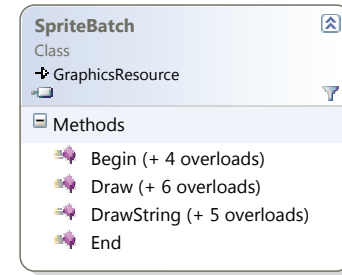 SpriteBatch
Class
GraphicsResource
Methods
Begin (+ 4 overloads)
Draw (+ 6 overloads)
DrawString (+ 5 overloads)
End